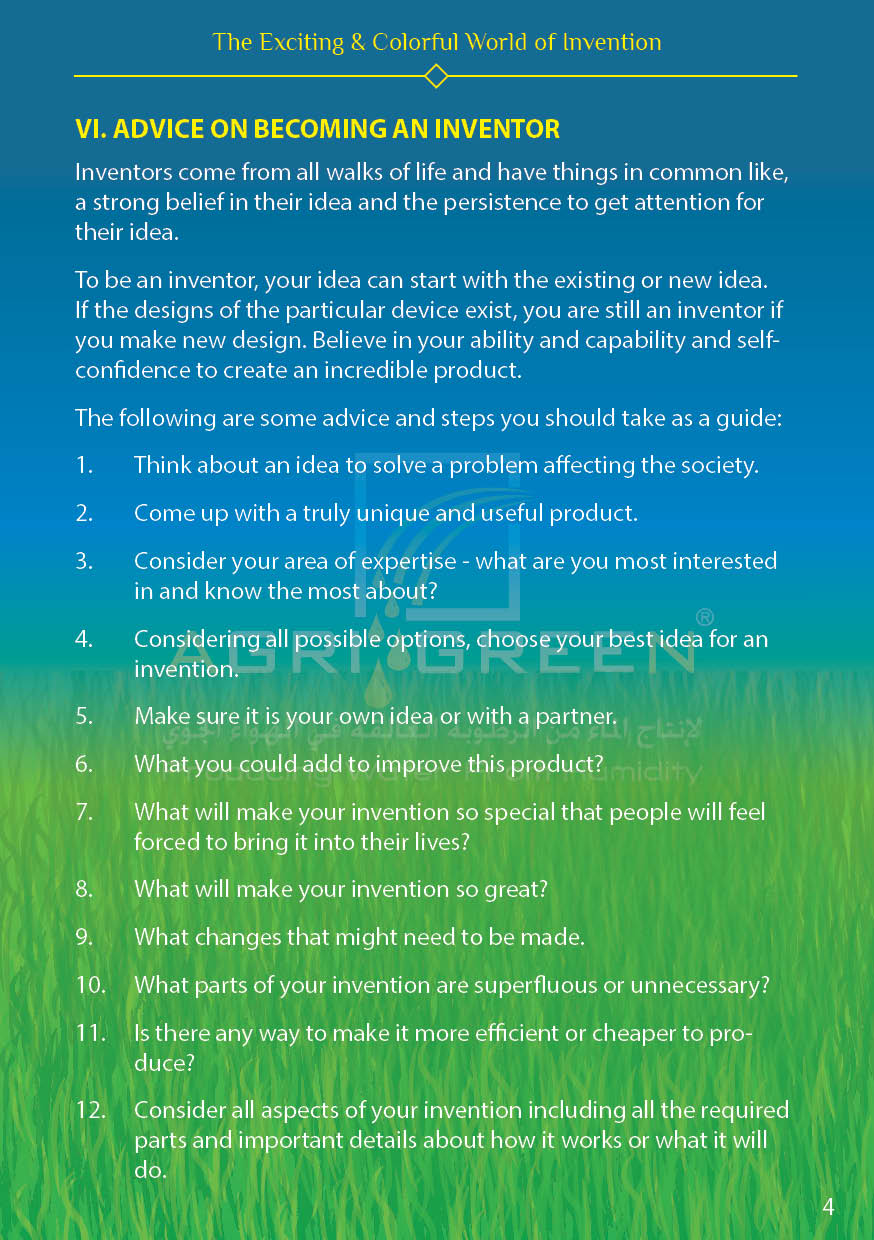 The Exciting & Colorful World of Invention
VI. ADVICE ON BECOMING AN INVENTOR
Inventors come from all walks of life and have things in common like,
a strong belief in their idea and the persistence to get attention for
their idea.
To be an inventor, your idea can start with the existing or new idea.
If the designs of the particular device exist, you are still an inventor if
you make new design. Believe in your ability and capability and self-
confidence to create an incredible product.
The following are some advice and steps you should take as a guide:
1. Think about an idea to solve a problem affecting the society.
2. Come up with a truly unique and useful product.
3. Consider your area of expertise - what are you most interested
in and know the most about?
4. Considering all possible options, choose your best idea for an
invention.
AGRI GREEN ®
5. Make sure it is your own idea or with a partner.
لإنتاج الماء من الرطوبة العالقة في الهواء الجوي
6. What you could add to improve this product?
Producing Water From Humidity
7. What will make your invention so special that people will feel
forced to bring it into their lives?
8. What will make your invention so great?
9. What changes that might need to be made.
10. What parts of your invention are superfluous or unnecessary?
11. Is there any way to make it more efficient or cheaper to pro-
duce?
12. Consider all aspects of your invention including all the required
parts and important details about how it works or what it will
do.
4